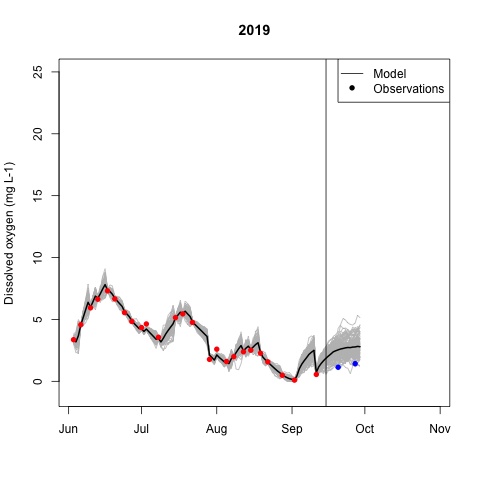 2019
Model
Observations
Dissolved oxygen (mg L-1)
25
20
15
10
5
0
Jun Jul Aug Sep Oct Nov